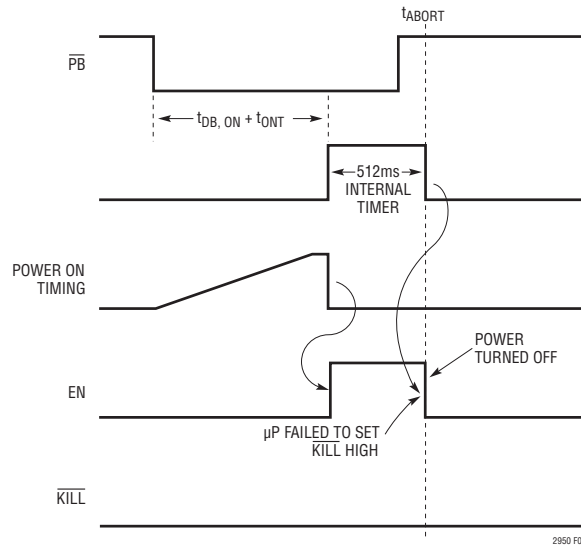 tABORT
PB
tDB, ON + tONT
512ms
INTERNAL
TIMER
POWER ON
TIMING
POWER
TURNED OFF
EN
µP FAILED TO SET
KILL HIGH
KILL
2950 F0